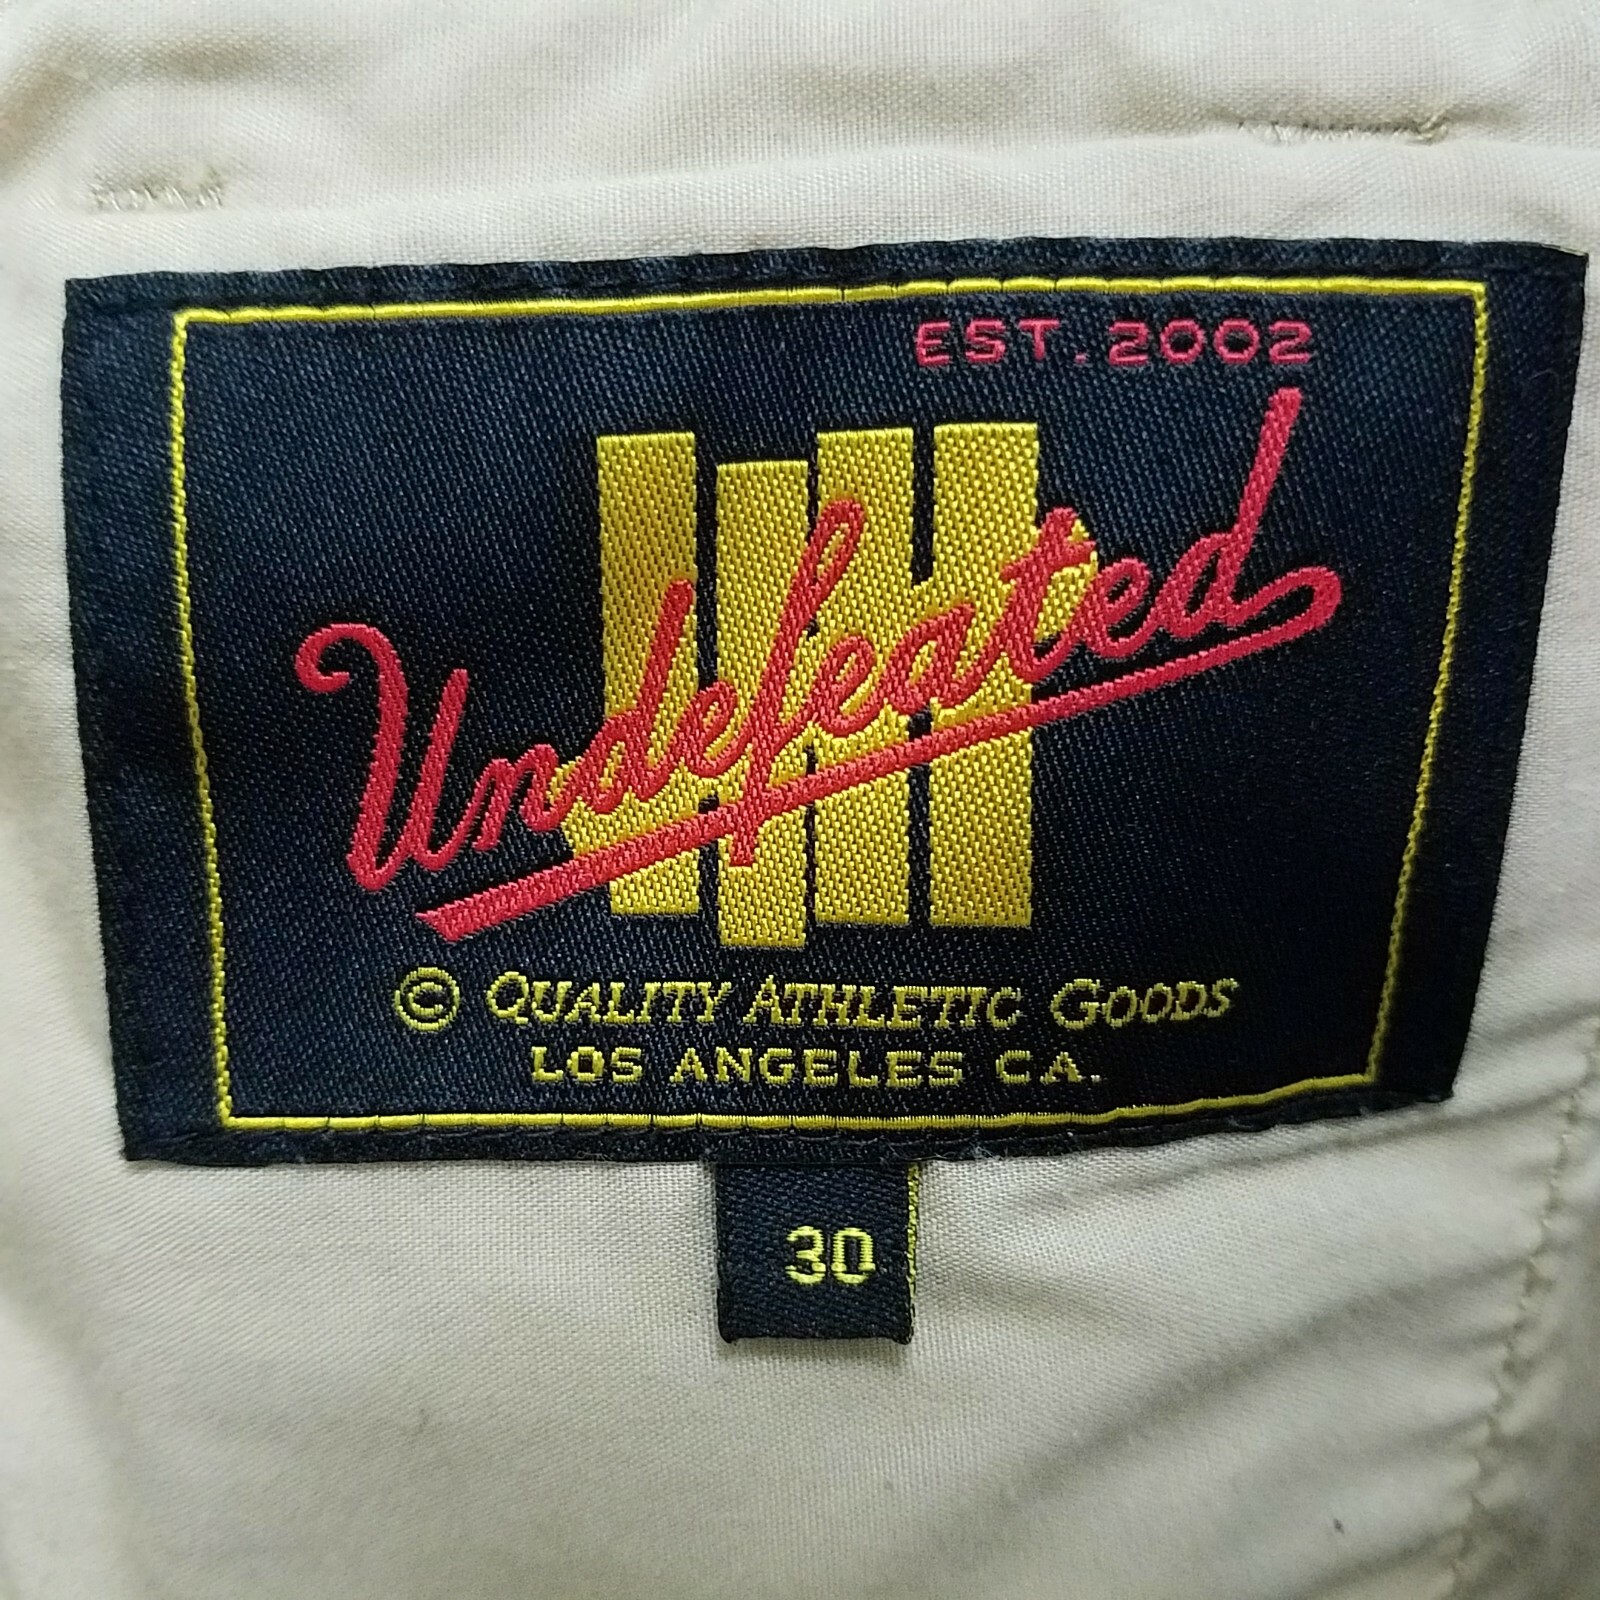 EST. 2002
Undefeated
© QUALITY ATHLETIC GOODS
LOS ANGELES CA.
30